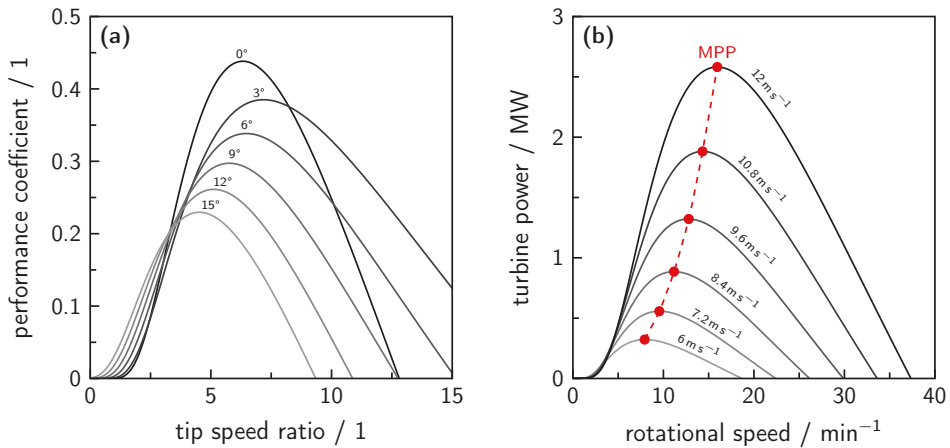 (a)
0.5
0.4
0.3
0.2
0.1
0
performance coefficient / 1
0°
3°
6°
9°
12°
15°
0
5
10
15
tip speed ratio / 1
(b)
3
2
1
0
turbine power / MW
MPP
12 m s⁻¹
10.8 m s⁻¹
9.6 m s⁻¹
8.4 m s⁻¹
7.2 m s⁻¹
6 m s⁻¹
0
10
20
30
40
rotational speed / min⁻¹